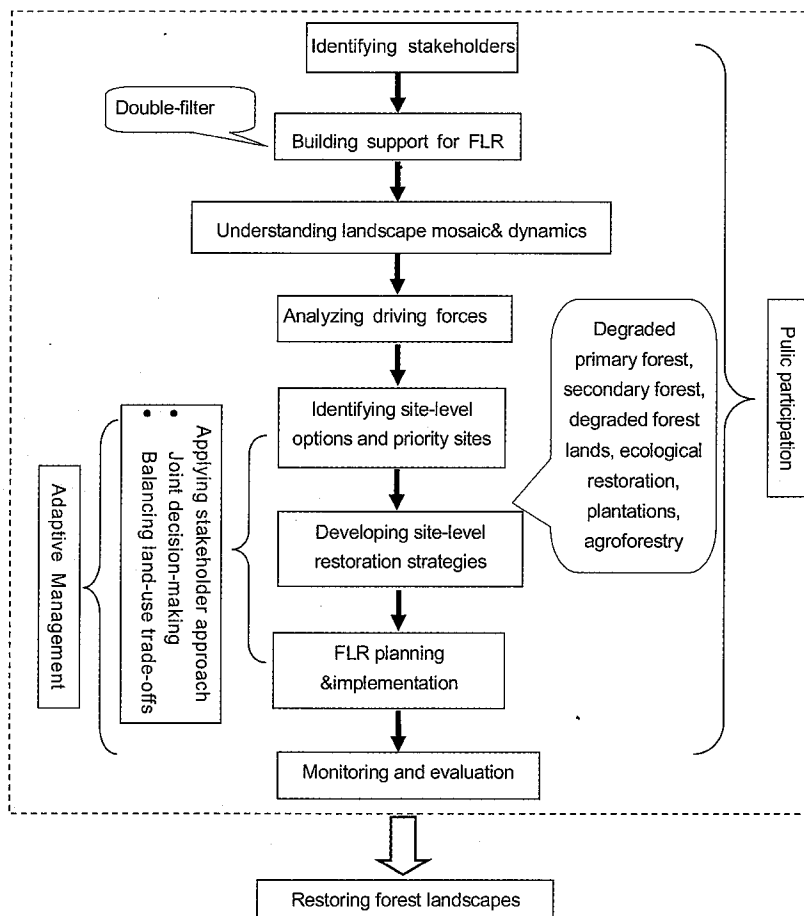 Identifying stakeholders
Double-filter
Building support for FLR
Understanding landscape mosaic& dynamics
Analyzing driving forces
Degraded
primary forest,
secondary forest,
degraded forest
lands, ecological
restoration,
plantations,
agroforestry
Pulic participation
Identifying site-level
options and priority sites
Applying stakeholder approach
• Joint decision-making
• Balancing land-use trade-offs
Adaptive Management
Developing site-level
restoration strategies
FLR planning
&implementation
Monitoring and evaluation
Restoring forest landscapes